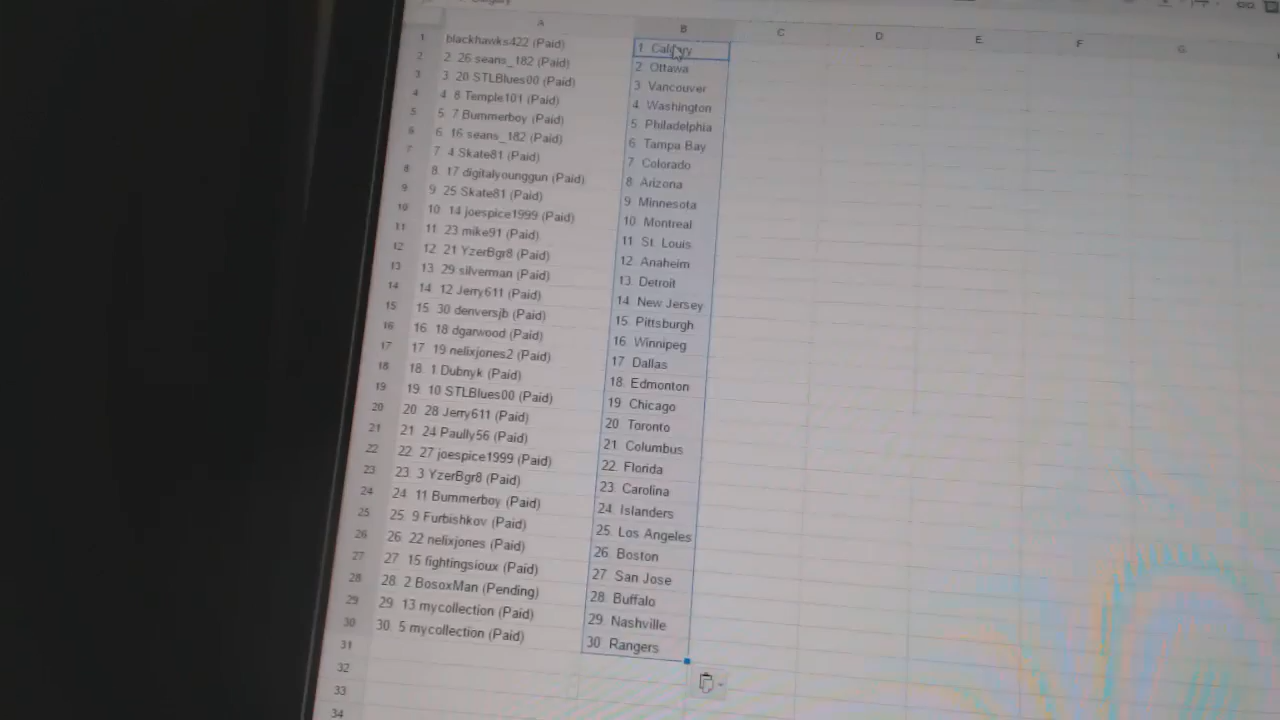 A B C D E F G
1 blackhawks422 (Paid) 1 Calgary
2 2 26 seans_182 (Paid) 2 Ottawa
3 3 20 STLBlues00 (Paid) 3 Vancouver
4 4 8 Temple101 (Paid) 4 Washington
5 5 7 Bummerboy (Paid) 5 Philadelphia
6 6 16 seans_182 (Paid) 6 Tampa Bay
7 7 4 Skate81 (Paid) 7 Colorado
8 8 17 digitalyounggun (Paid) 8 Arizona
9 9 25 Skate81 (Paid) 9 Minnesota
10 10 14 joespice1999 (Paid) 10 Montreal
11 11 23 mike91 (Paid) 11 St. Louis
12 12 21 YzerBgr8 (Paid) 12 Anaheim
13 13 29 silverman (Paid) 13 Detroit
14 14 12 Jerry611 (Paid) 14 New Jersey
15 15 30 denversjb (Paid) 15 Pittsburgh
16 16 18 dgarwood (Paid) 16 Winnipeg
17 17 19 nelixjones2 (Paid) 17 Dallas
18 18 1 Dubnyk (Paid) 18 Edmonton
19 19 10 STLBlues00 (Paid) 19 Chicago
20 20 28 Jerry611 (Paid) 20 Toronto
21 21 24 Paully56 (Paid) 21 Columbus
22 22 27 joespice1999 (Paid) 22 Florida
23 23 3 YzerBgr8 (Paid) 23 Carolina
24 24 11 Bummerboy (Paid) 24 Islanders
25 25 9 Furbishkov (Paid) 25 Los Angeles
26 26 22 nelixjones (Paid) 26 Boston
27 27 15 fightingsioux (Paid) 27 San Jose
28 28 2 BosoxMan (Pending) 28 Buffalo
29 29 13 mycollection (Paid) 29 Nashville
30 30 5 mycollection (Paid) 30 Rangers
31
32
33
34